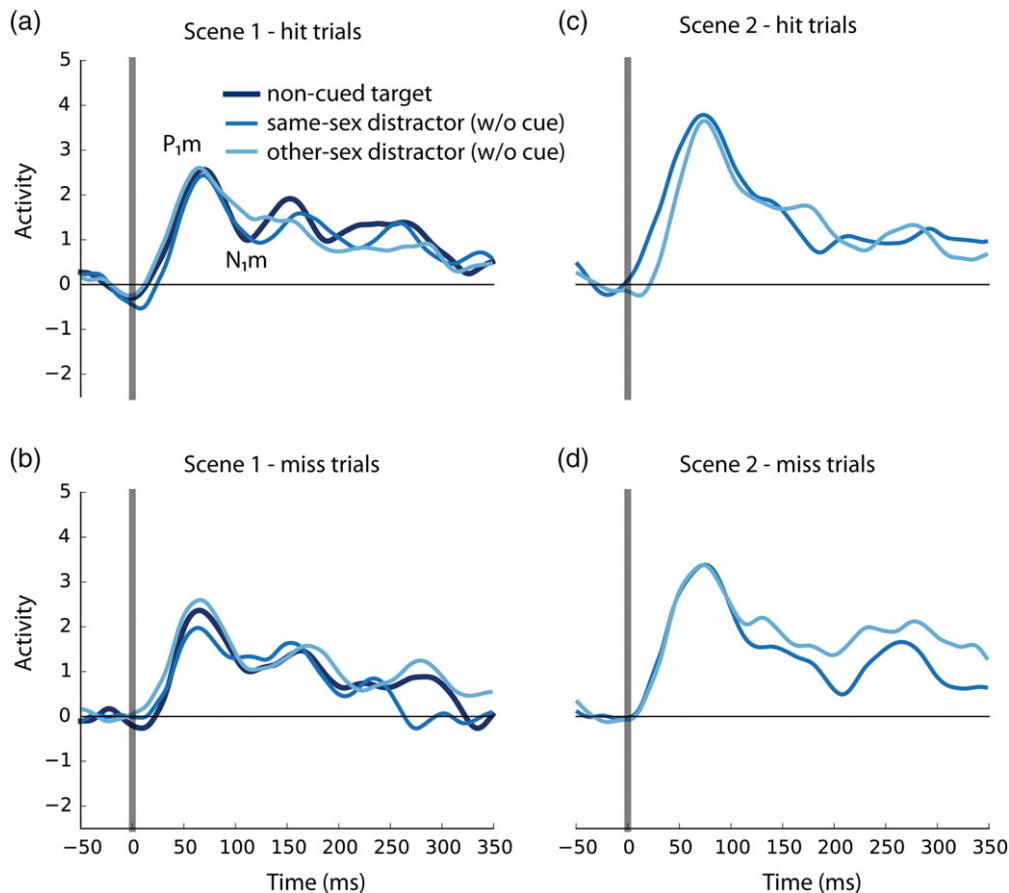 (a)
Scene 1 - hit trials
5
4
3
2
1
0
−1
−2
Activity
non-cued target
same-sex distractor (w/o cue)
other-sex distractor (w/o cue)
P₁m
N₁m
(c)
Scene 2 - hit trials
(b)
Scene 1 - miss trials
5
4
3
2
1
0
−1
−2
Activity
−50 0 50 100 150 200 250 300 350
Time (ms)
(d)
Scene 2 - miss trials
−50 0 50 100 150 200 250 300 350
Time (ms)